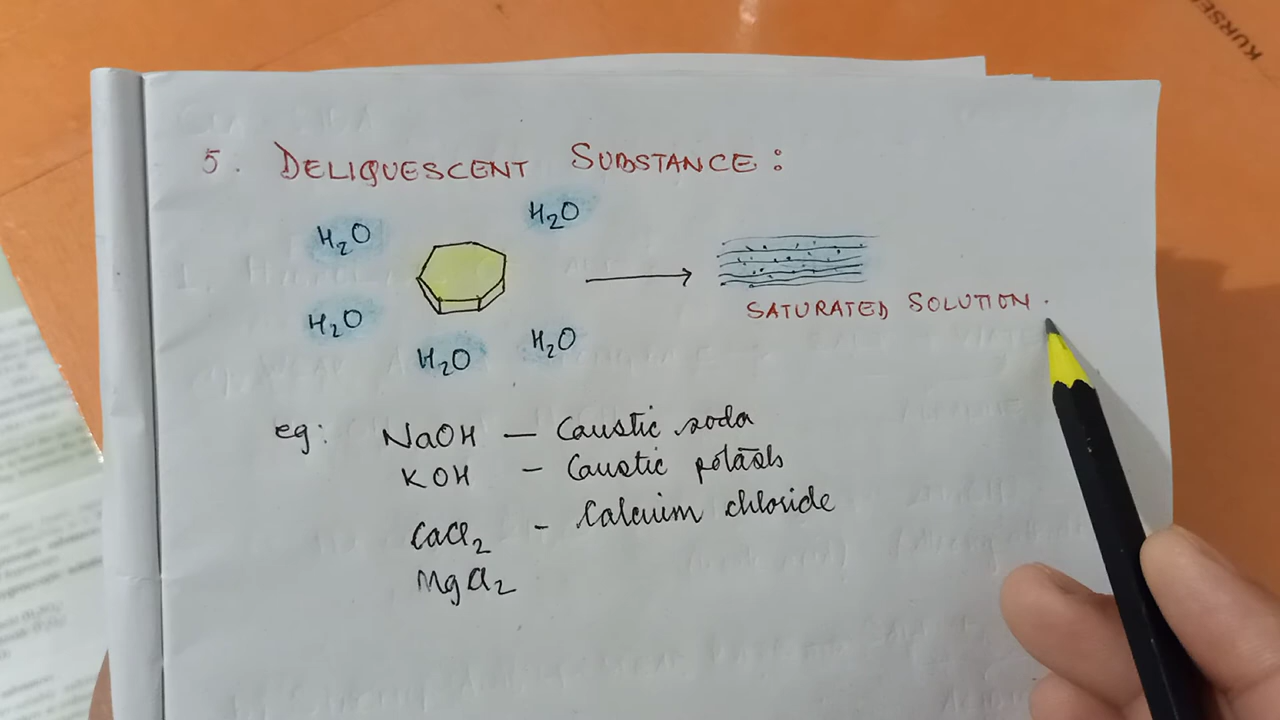 KURSE
5. DELIQUESCENT SUBSTANCE:
H2O
H2O
H2O
H2O
H2O
SATURATED SOLUTION.
eg: NaOH — Caustic soda
KOH – Caustic potash
CaCl2 – Calcium chloride
MgCl2